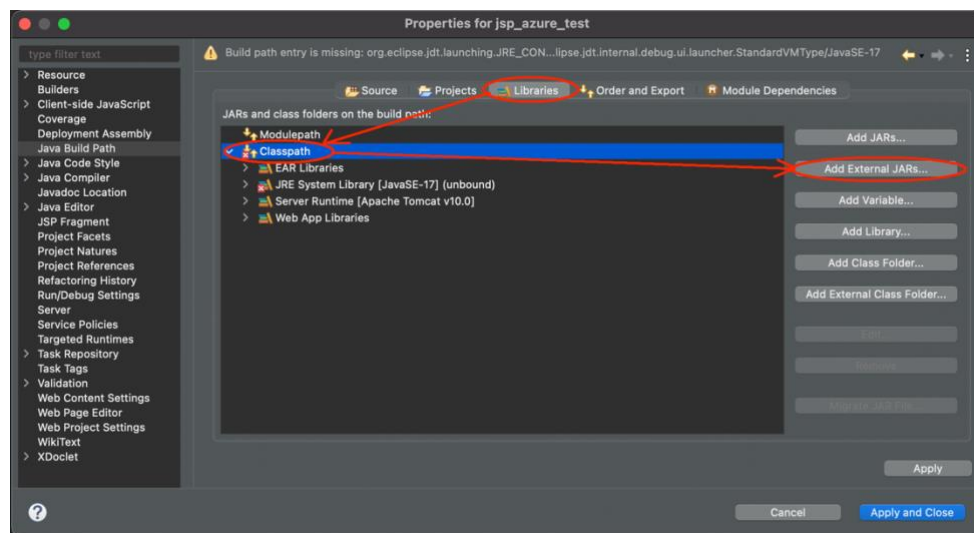 Properties for jsp_azure_test
type filter text
Build path entry is missing: org.eclipse.jdt.launching.JRE_CON...lipse.jdt.internal.debug.ui.launcher.StandardVMType/JavaSE-17
Resource
Builders
Client-side JavaScript
Coverage
Deployment Assembly
Java Build Path
Java Code Style
Java Compiler
Javadoc Location
Java Editor
JSP Fragment
Project Facets
Project Natures
Project References
Refactoring History
Run/Debug Settings
Server
Service Policies
Targeted Runtimes
Task Repository
Task Tags
Validation
Web Content Settings
Web Page Editor
Web Project Settings
WikiText
XDoclet
Source Projects Libraries Order and Export Module Dependencies
JARs and class folders on the build path:
Modulepath
Classpath
EAR Libraries
JRE System Library [JavaSE-17] (unbound)
Server Runtime [Apache Tomcat v10.0]
Web App Libraries
Add JARs...
Add External JARs...
Add Variable...
Add Library...
Add Class Folder...
Add External Class Folder...
Edit...
Remove
Migrate JAR File...
Apply
?
Cancel Apply and Close